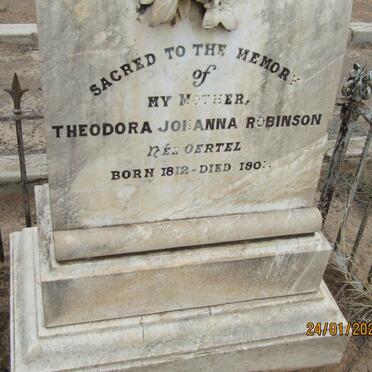 SACRED TO THE MEMORY
of
MY MOTHER,
THEODORA JOHANNA ROBINSON
NÉE OERTEL
BORN 1812-DIED
24/01/202